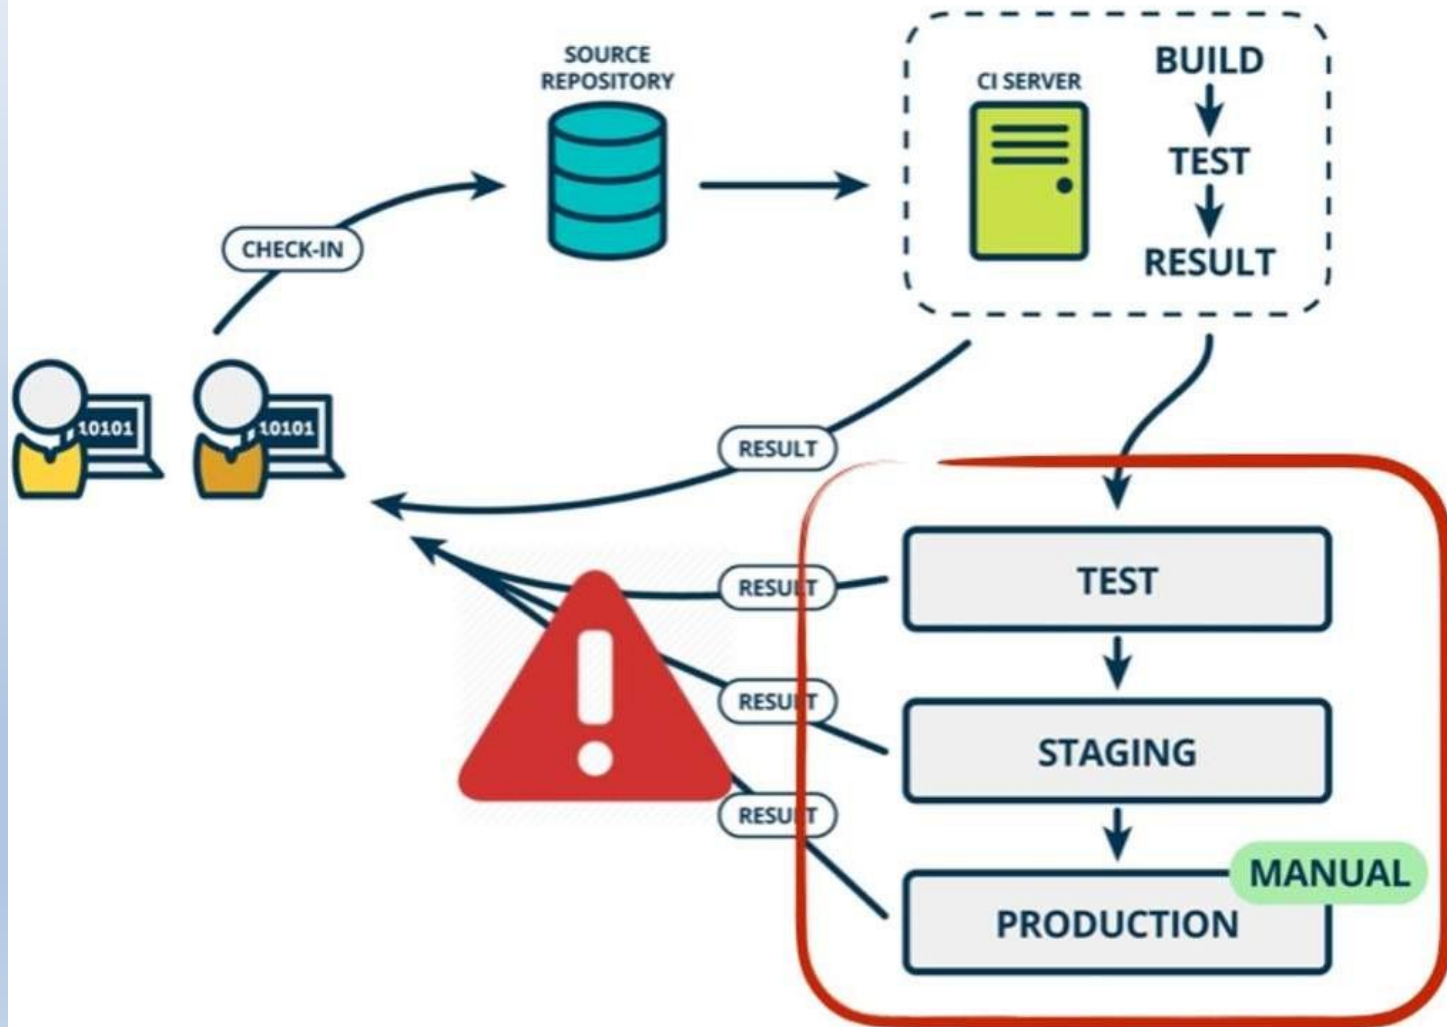 SOURCE
REPOSITORY
CI SERVER
BUILD
TEST
RESULT
CHECK-IN
10101
10101
RESULT
RESULT
TEST
RESULT
STAGING
RESULT
MANUAL
PRODUCTION